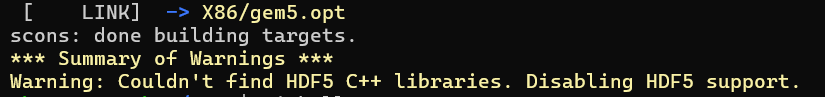 [    LINK]  -> X86/gem5.opt
scons: done building targets.
*** Summary of Warnings ***
Warning: Couldn't find HDF5 C++ libraries. Disabling HDF5 support.